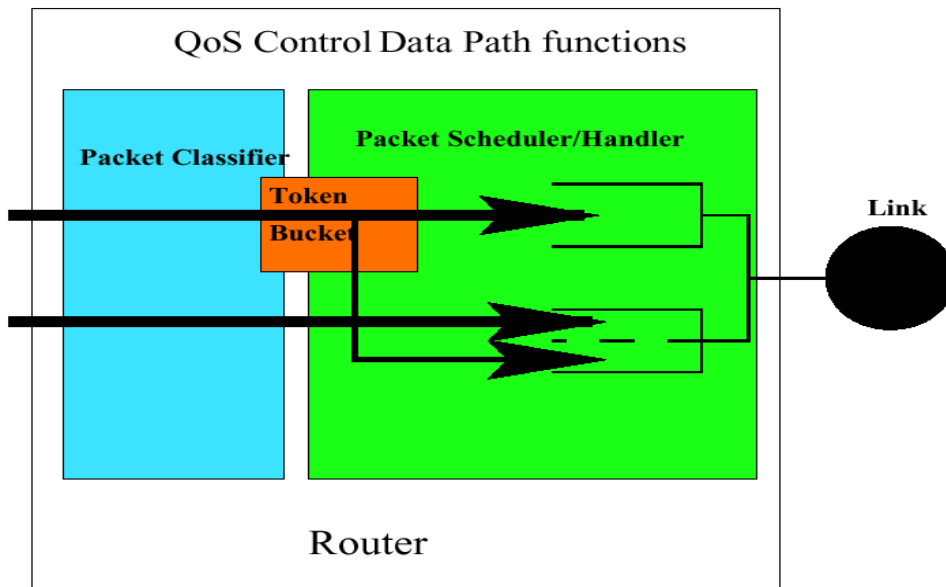 QoS Control Data Path functions
Packet Classifier
Packet Scheduler/Handler
Token
Bucket
Link
Router